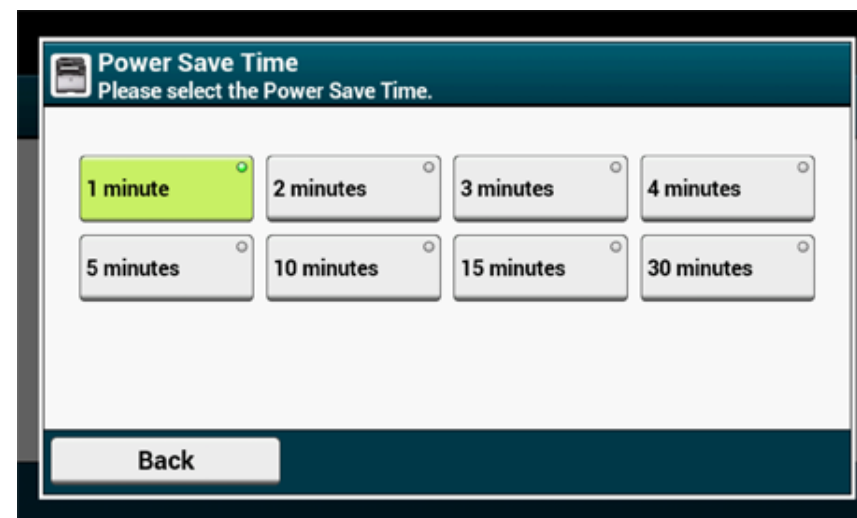 Power Save Time
Please select the Power Save Time.
1 minute
2 minutes
3 minutes
4 minutes
5 minutes
10 minutes
15 minutes
30 minutes
Back